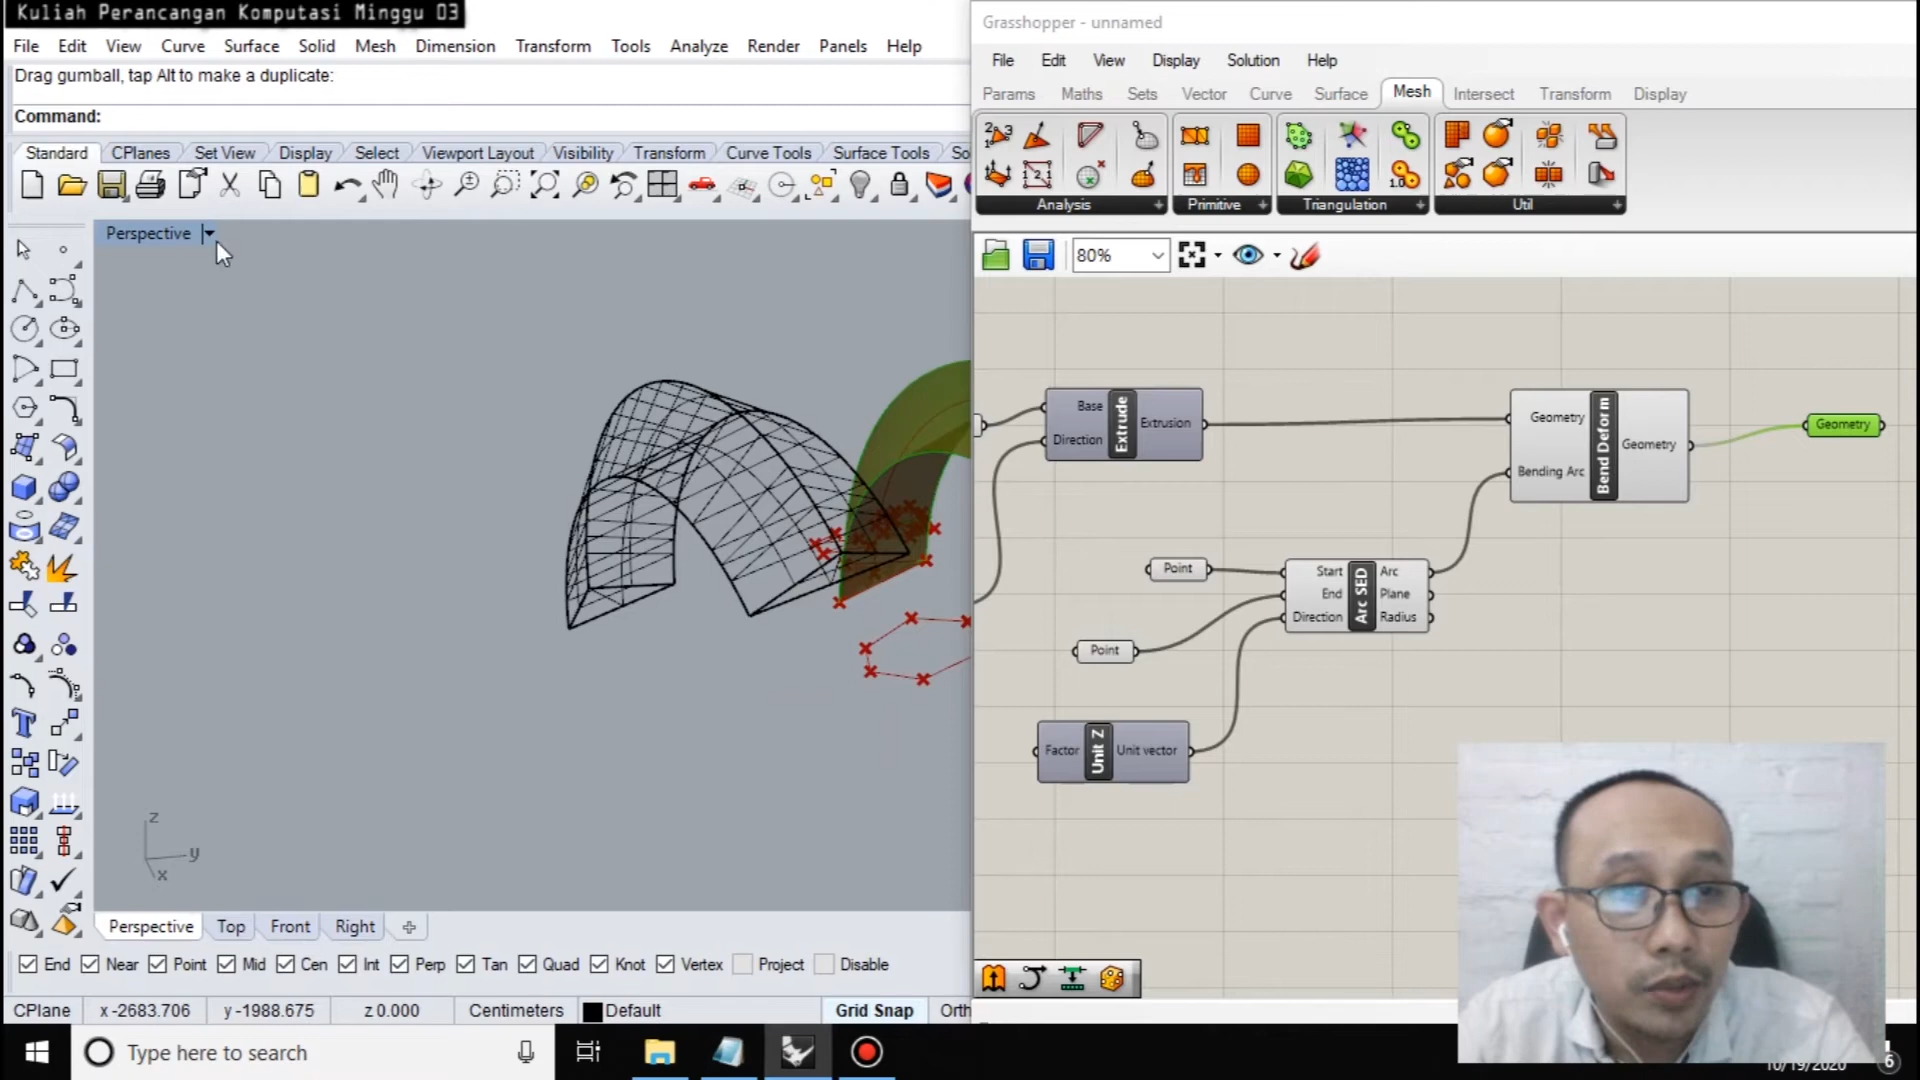 Kuliah Perancangan Komputasi Minggu 03
File Edit View Curve Surface Solid Mesh Dimension Transform Tools Analyze Render Panels Help
Drag gumball, tap Alt to make a duplicate:
Command:
Standard CPlanes Set View Display Select Viewport Layout Visibility Transform Curve Tools Surface Tools So
Perspective
z
y
x
Perspective Top Front Right
End Near Point Mid Cen Int Perp Tan Quad Knot Vertex Project Disable
CPlane x -2683.706 y -1988.675 z 0.000 Centimeters Default Grid Snap Orth
Type here to search
Grasshopper - unnamed
File Edit View Display Solution Help
Params Maths Sets Vector Curve Surface Mesh Intersect Transform Display
Analysis Primitive Triangulation Util
80%
Base
Direction
Extrude
Extrusion
Geometry
Bending Arc
Bend Deform
Geometry
Geometry
Point
Start
End
Direction
Arc SED
Arc
Plane
Radius
Point
Factor
Unit Z
Unit vector
10/19/2020
6